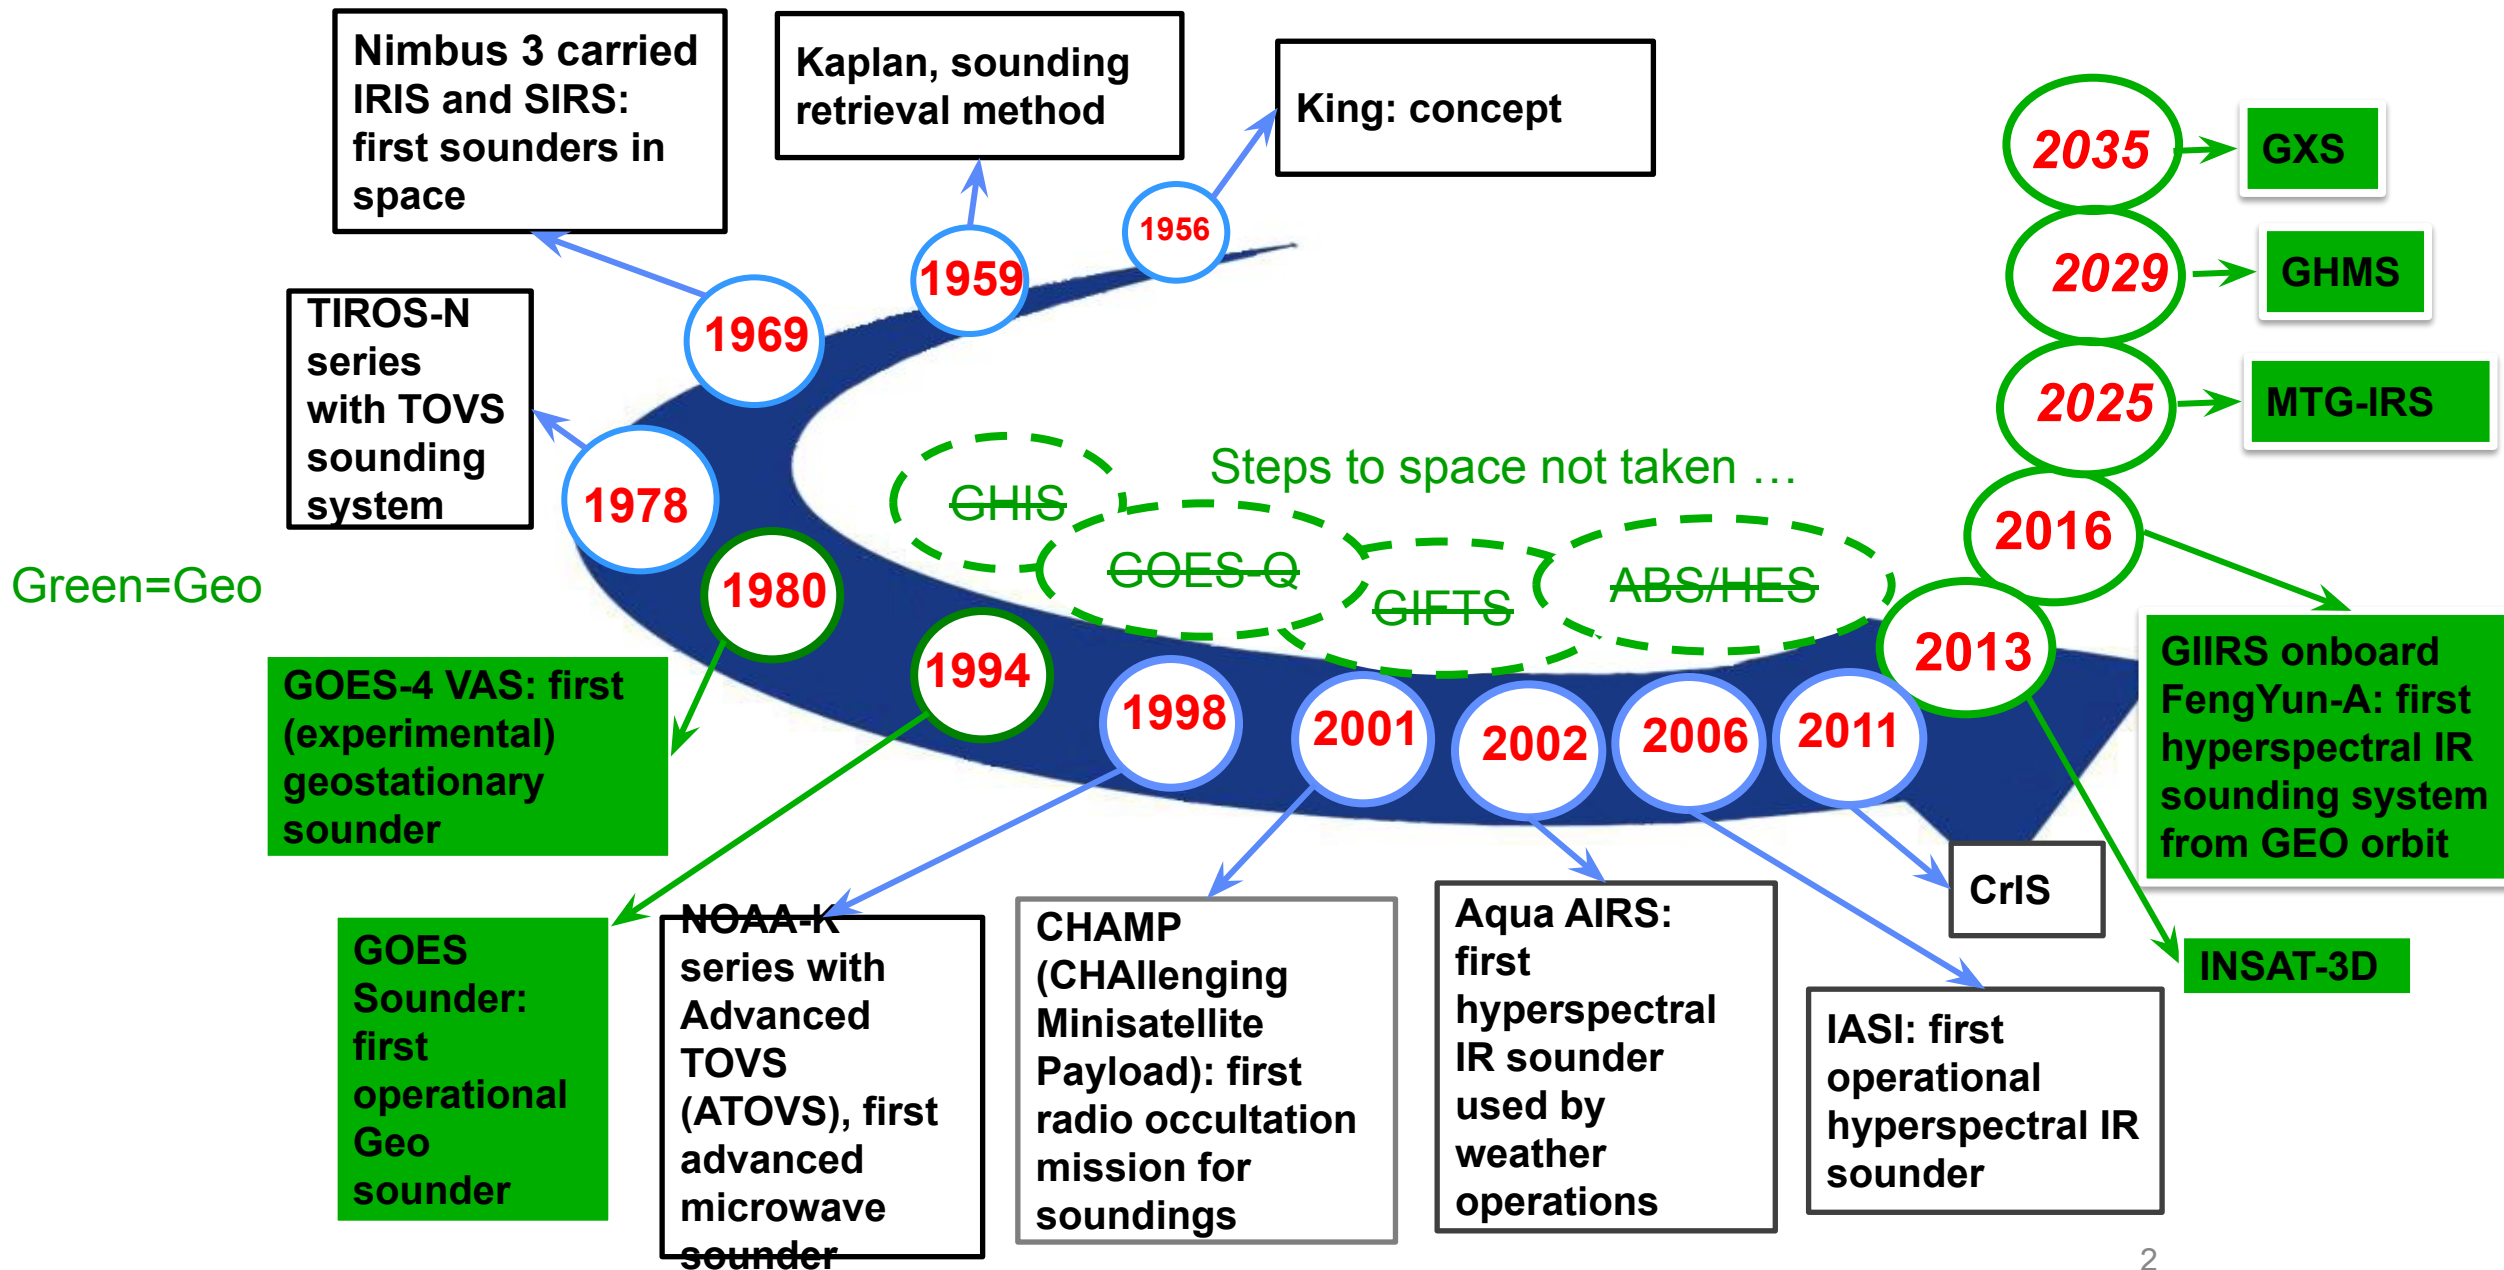 Nimbus 3 carried
IRIS and SIRS:
first sounders in
space
Kaplan, sounding
retrieval method
King: concept
2035
GXS
1956
1959
2029
GHMS
1969
TIROS-N
series
with TOVS
sounding
system
2025
MTG-IRS
Steps to space not taken …
GHIS
1978
2016
GOES-Q
GIFTS
ABS/HES
Green=Geo
1980
2013
GIIRS onboard
FengYun-A: first
hyperspectral IR
sounding system
from GEO orbit
1994
GOES-4 VAS: first
(experimental)
geostationary
sounder
1998
2001
2002
2006
2011
CrIS
INSAT-3D
GOES
Sounder:
first
operational
Geo
sounder
NOAA-K
series with
Advanced
TOVS
(ATOVS), first
advanced
microwave
sounder
CHAMP
(CHAllenging
Minisatellite
Payload): first
radio occultation
mission for
soundings
Aqua AIRS:
first
hyperspectral
IR sounder
used by
weather
operations
IASI: first
operational
hyperspectral IR
sounder
2